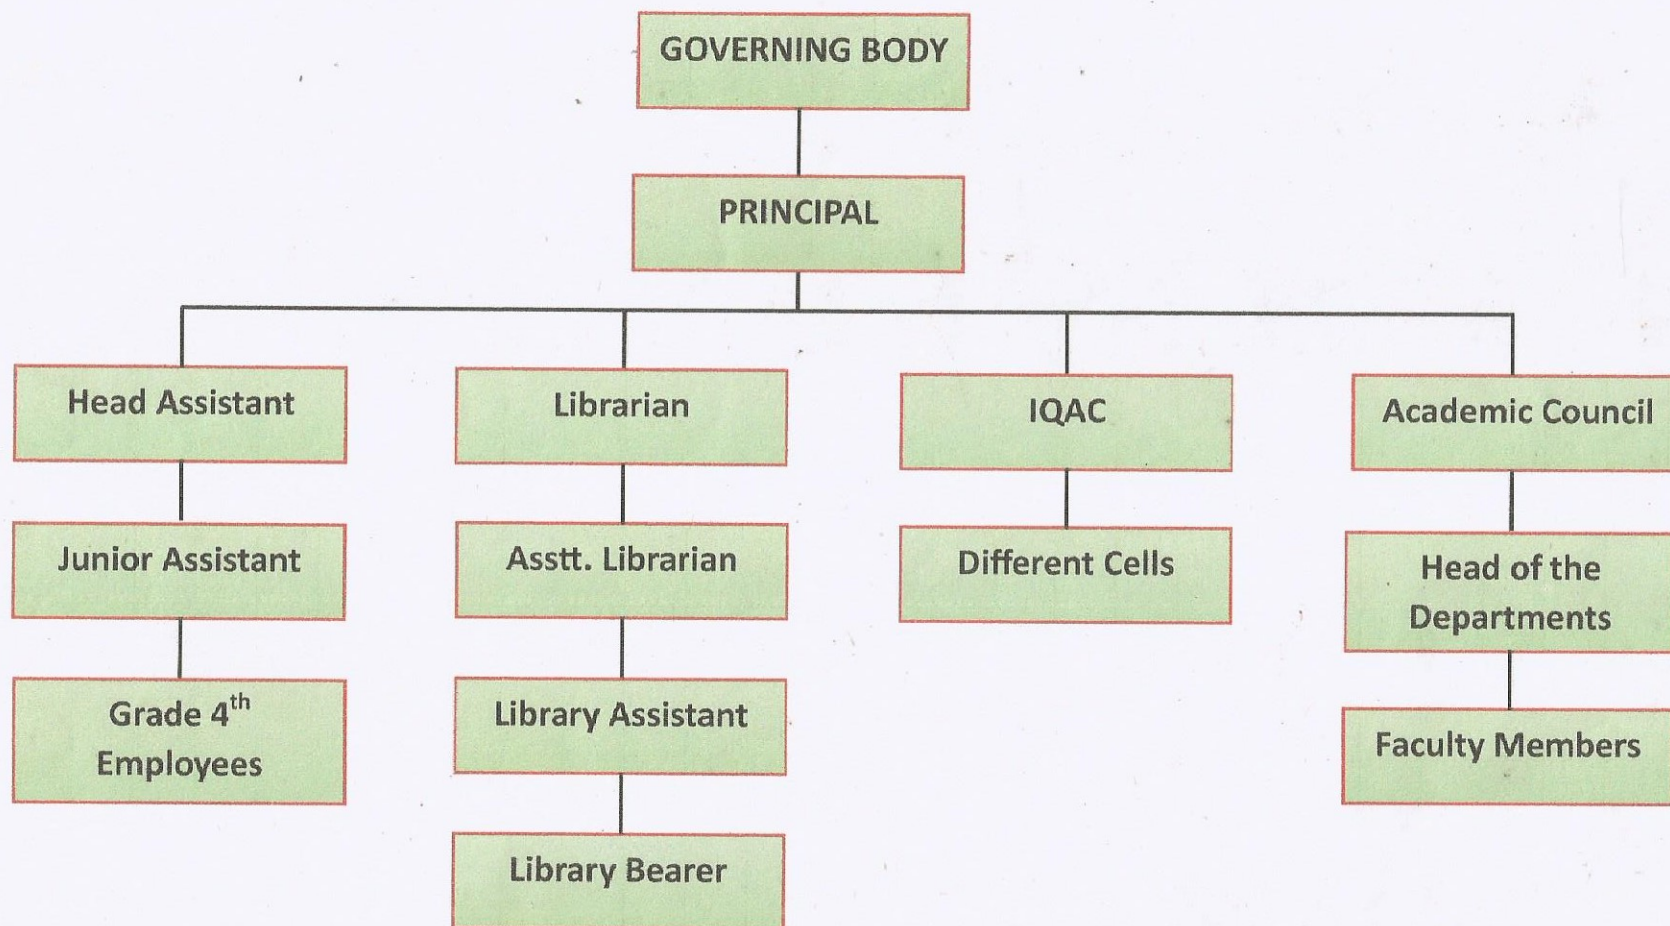 GOVERNING BODY
PRINCIPAL
Head Assistant
Librarian
IQAC
Academic Council
Junior Assistant
Asstt. Librarian
Different Cells
Head of the
Departments
Grade 4th
Employees
Library Assistant
Faculty Members
Library Bearer